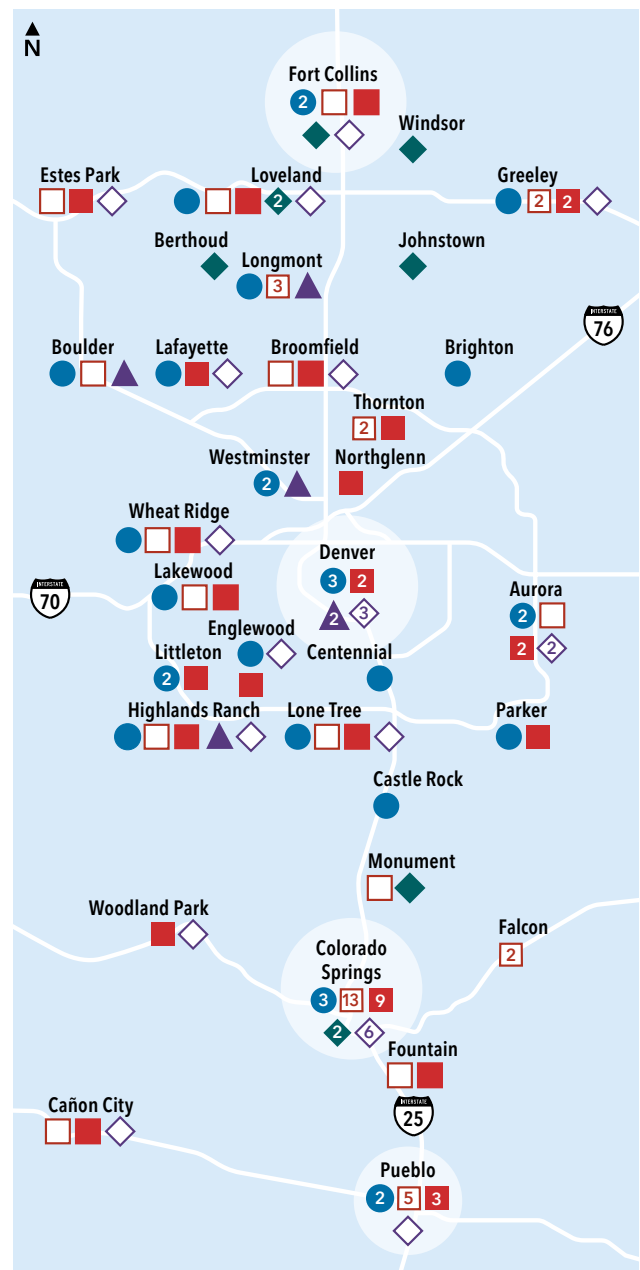 N
Fort Collins
2
Windsor
Estes Park
Loveland
2
Greeley
2 2
Berthoud
Johnstown
Longmont
3
INTERSTATE
76
Boulder
Lafayette
Broomfield
Brighton
Thornton
2
Westminster
2
Northglenn
Wheat Ridge
Denver
3 2
2 3
INTERSTATE
70
Lakewood
Aurora
2
2 2
Englewood
Littleton
2
Centennial
Highlands Ranch
Lone Tree
Parker
Castle Rock
Monument
Woodland Park
Falcon
2
Colorado
Springs
3 13 9
2 6
Fountain
INTERSTATE
25
Cañon City
Pueblo
2 5 3